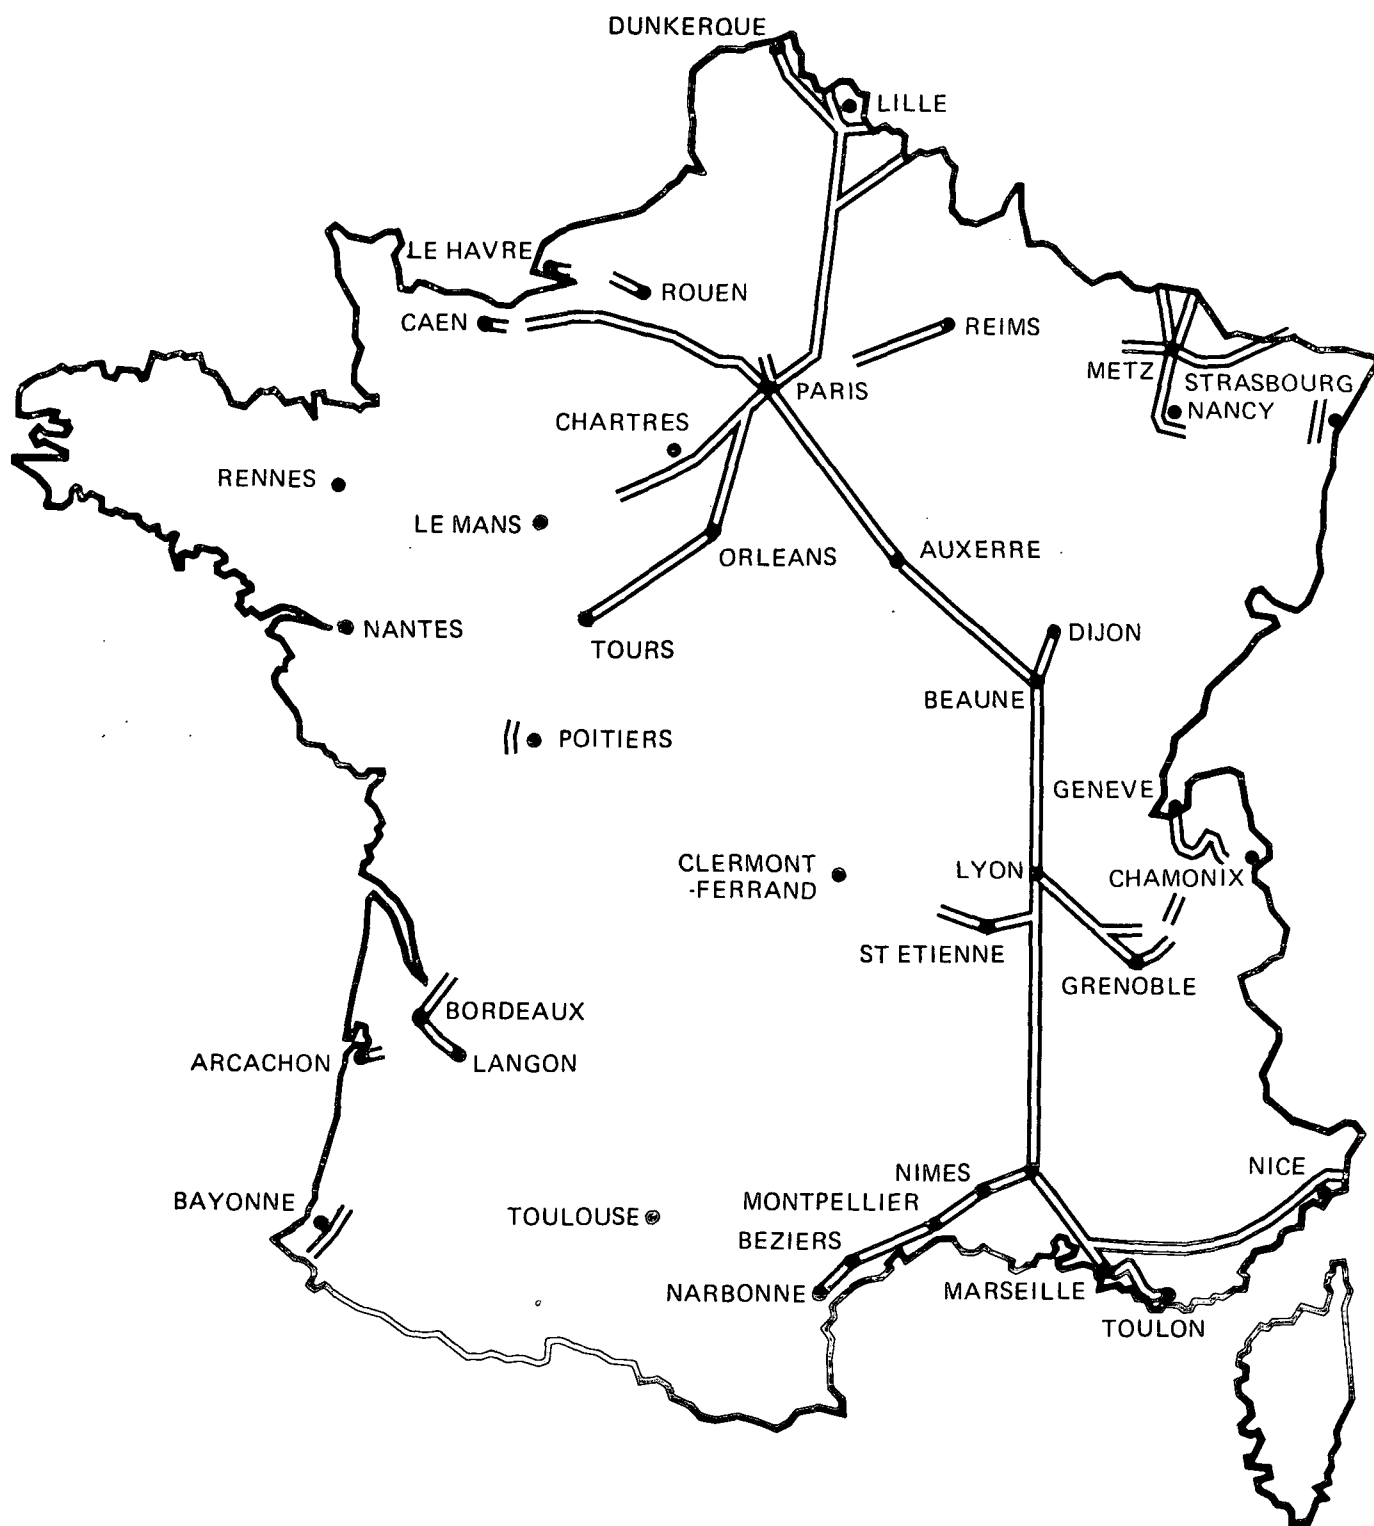 DUNKERQUE
LILLE
LE HAVRE
ROUEN
CAEN
REIMS
METZ
STRASBOURG
PARIS
NANCY
CHARTRES
RENNES
LE MANS
ORLEANS
AUXERRE
NANTES
DIJON
TOURS
BEAUNE
POITIERS
GENEVE
CLERMONT
-FERRAND
LYON
CHAMONIX
ST ETIENNE
GRENOBLE
BORDEAUX
ARCACHON
LANGON
NIMES
NICE
BAYONNE
MONTPELLIER
TOULOUSE
BEZIERS
NARBONNE
MARSEILLE
TOULON